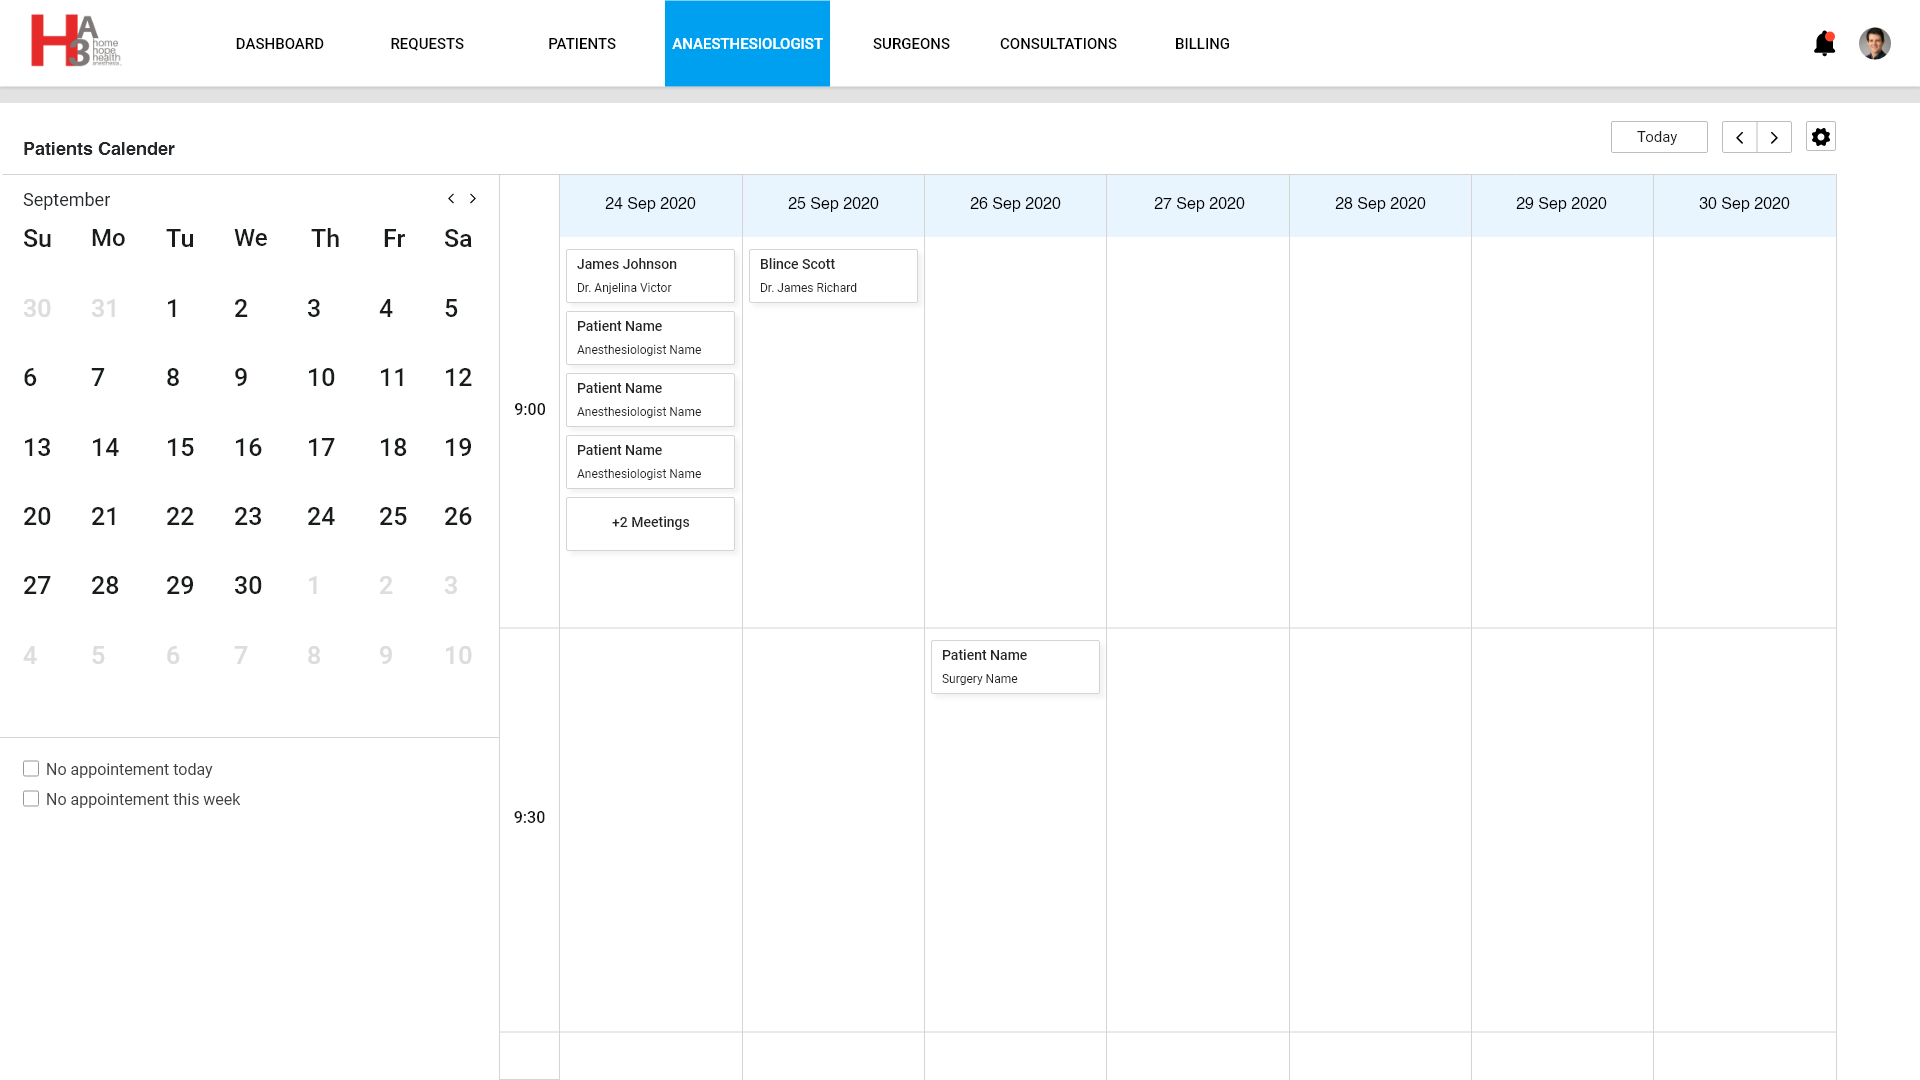 HA3 home hope health anesthesia.
DASHBOARD REQUESTS PATIENTS ANAESTHESIOLOGIST SURGEONS CONSULTATIONS BILLING
Patients Calender
Today
September
Su Mo Tu We Th Fr Sa
30 31 1 2 3 4 5
6 7 8 9 10 11 12
13 14 15 16 17 18 19
20 21 22 23 24 25 26
27 28 29 30 1 2 3
4 5 6 7 8 9 10
No appointement today
No appointement this week
24 Sep 2020 25 Sep 2020 26 Sep 2020 27 Sep 2020 28 Sep 2020 29 Sep 2020 30 Sep 2020
9:00
James Johnson
Dr. Anjelina Victor
Patient Name
Anesthesiologist Name
Patient Name
Anesthesiologist Name
Patient Name
Anesthesiologist Name
+2 Meetings
Blince Scott
Dr. James Richard
9:30
Patient Name
Surgery Name